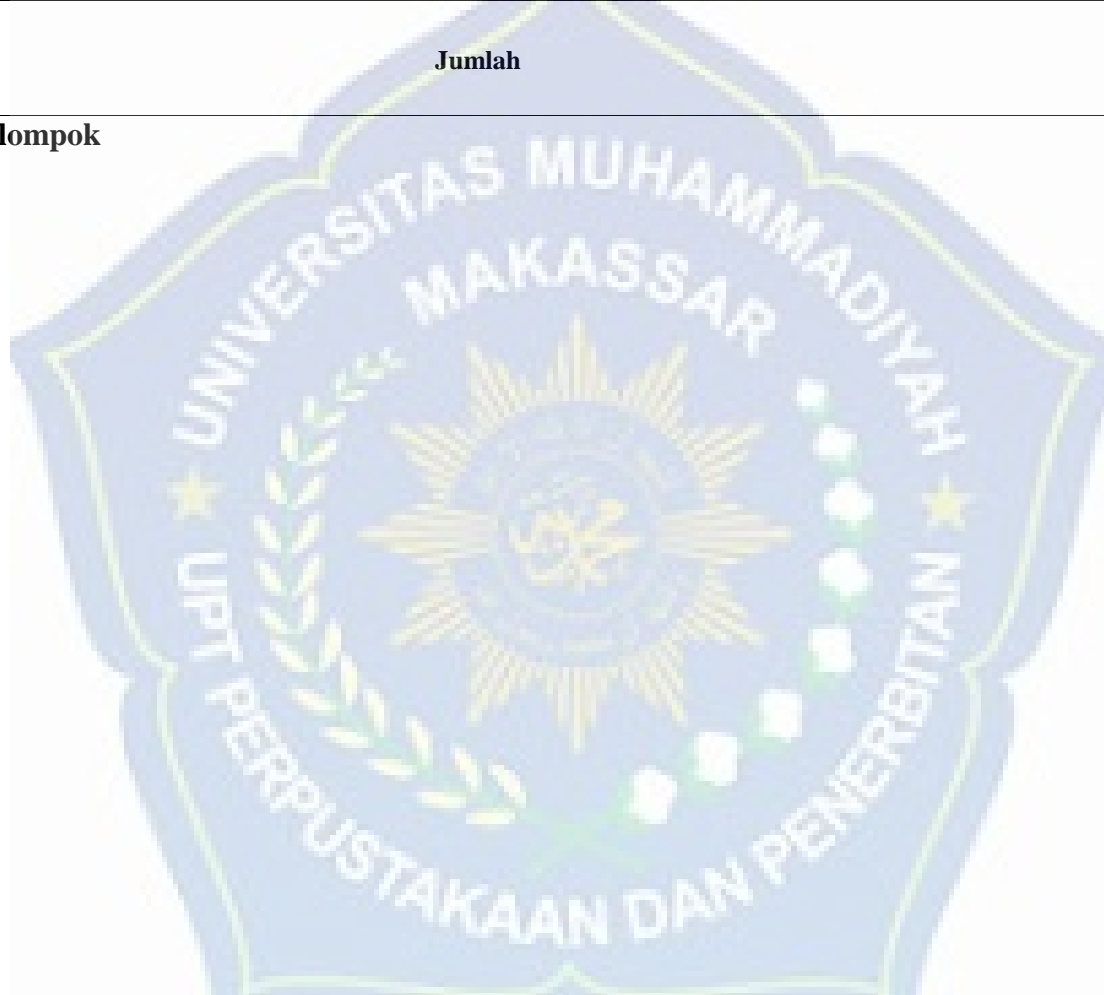 Jumlah
lompok
UNIVERSITAS MUHAMMADIYAH
MAKASSAR
UPT PERPUSTAKAAN DAN PENERBITAN